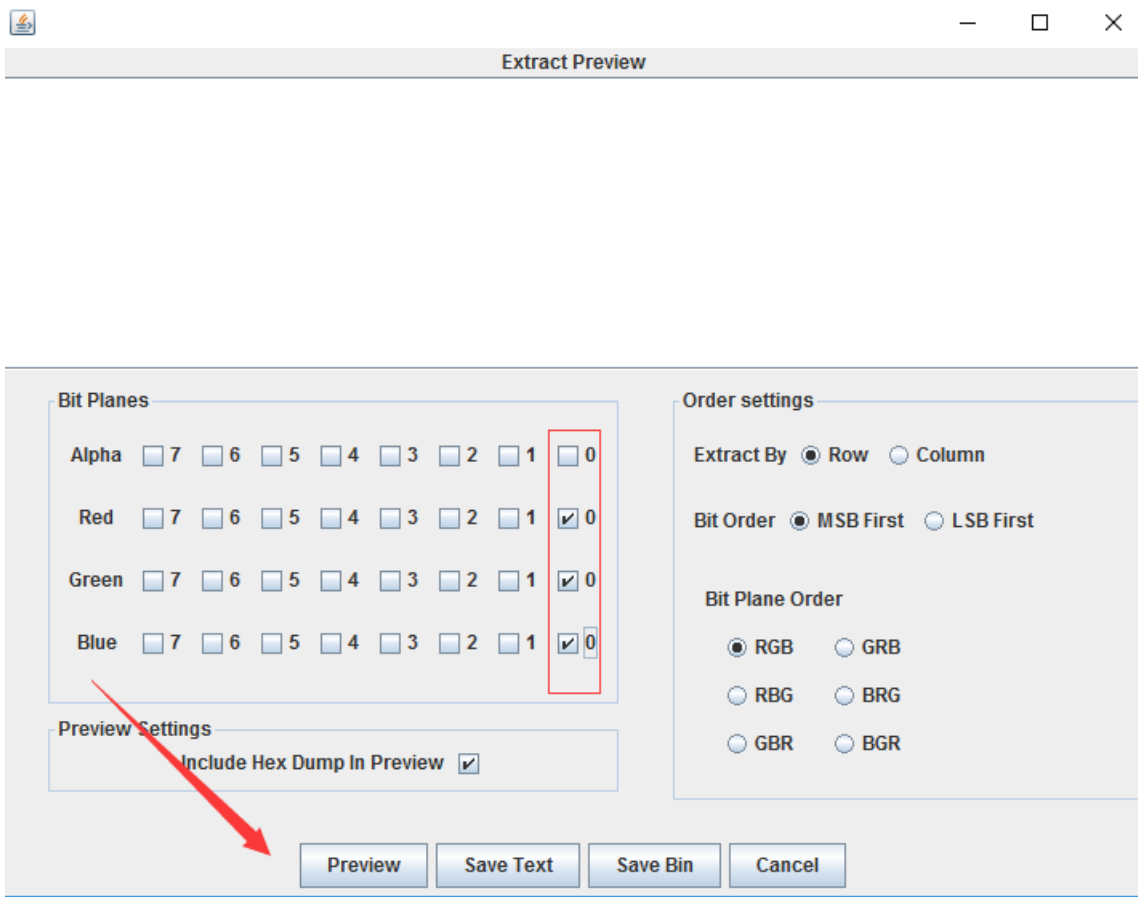 Extract Preview
Bit Planes
Alpha 7 6 5 4 3 2 1 0
Red 7 6 5 4 3 2 1 0
Green 7 6 5 4 3 2 1 0
Blue 7 6 5 4 3 2 1 0
Preview Settings
Include Hex Dump In Preview
Order settings
Extract By Row Column
Bit Order MSB First LSB First
Bit Plane Order
RGB GRB
RBG BRG
GBR BGR
Preview Save Text Save Bin Cancel